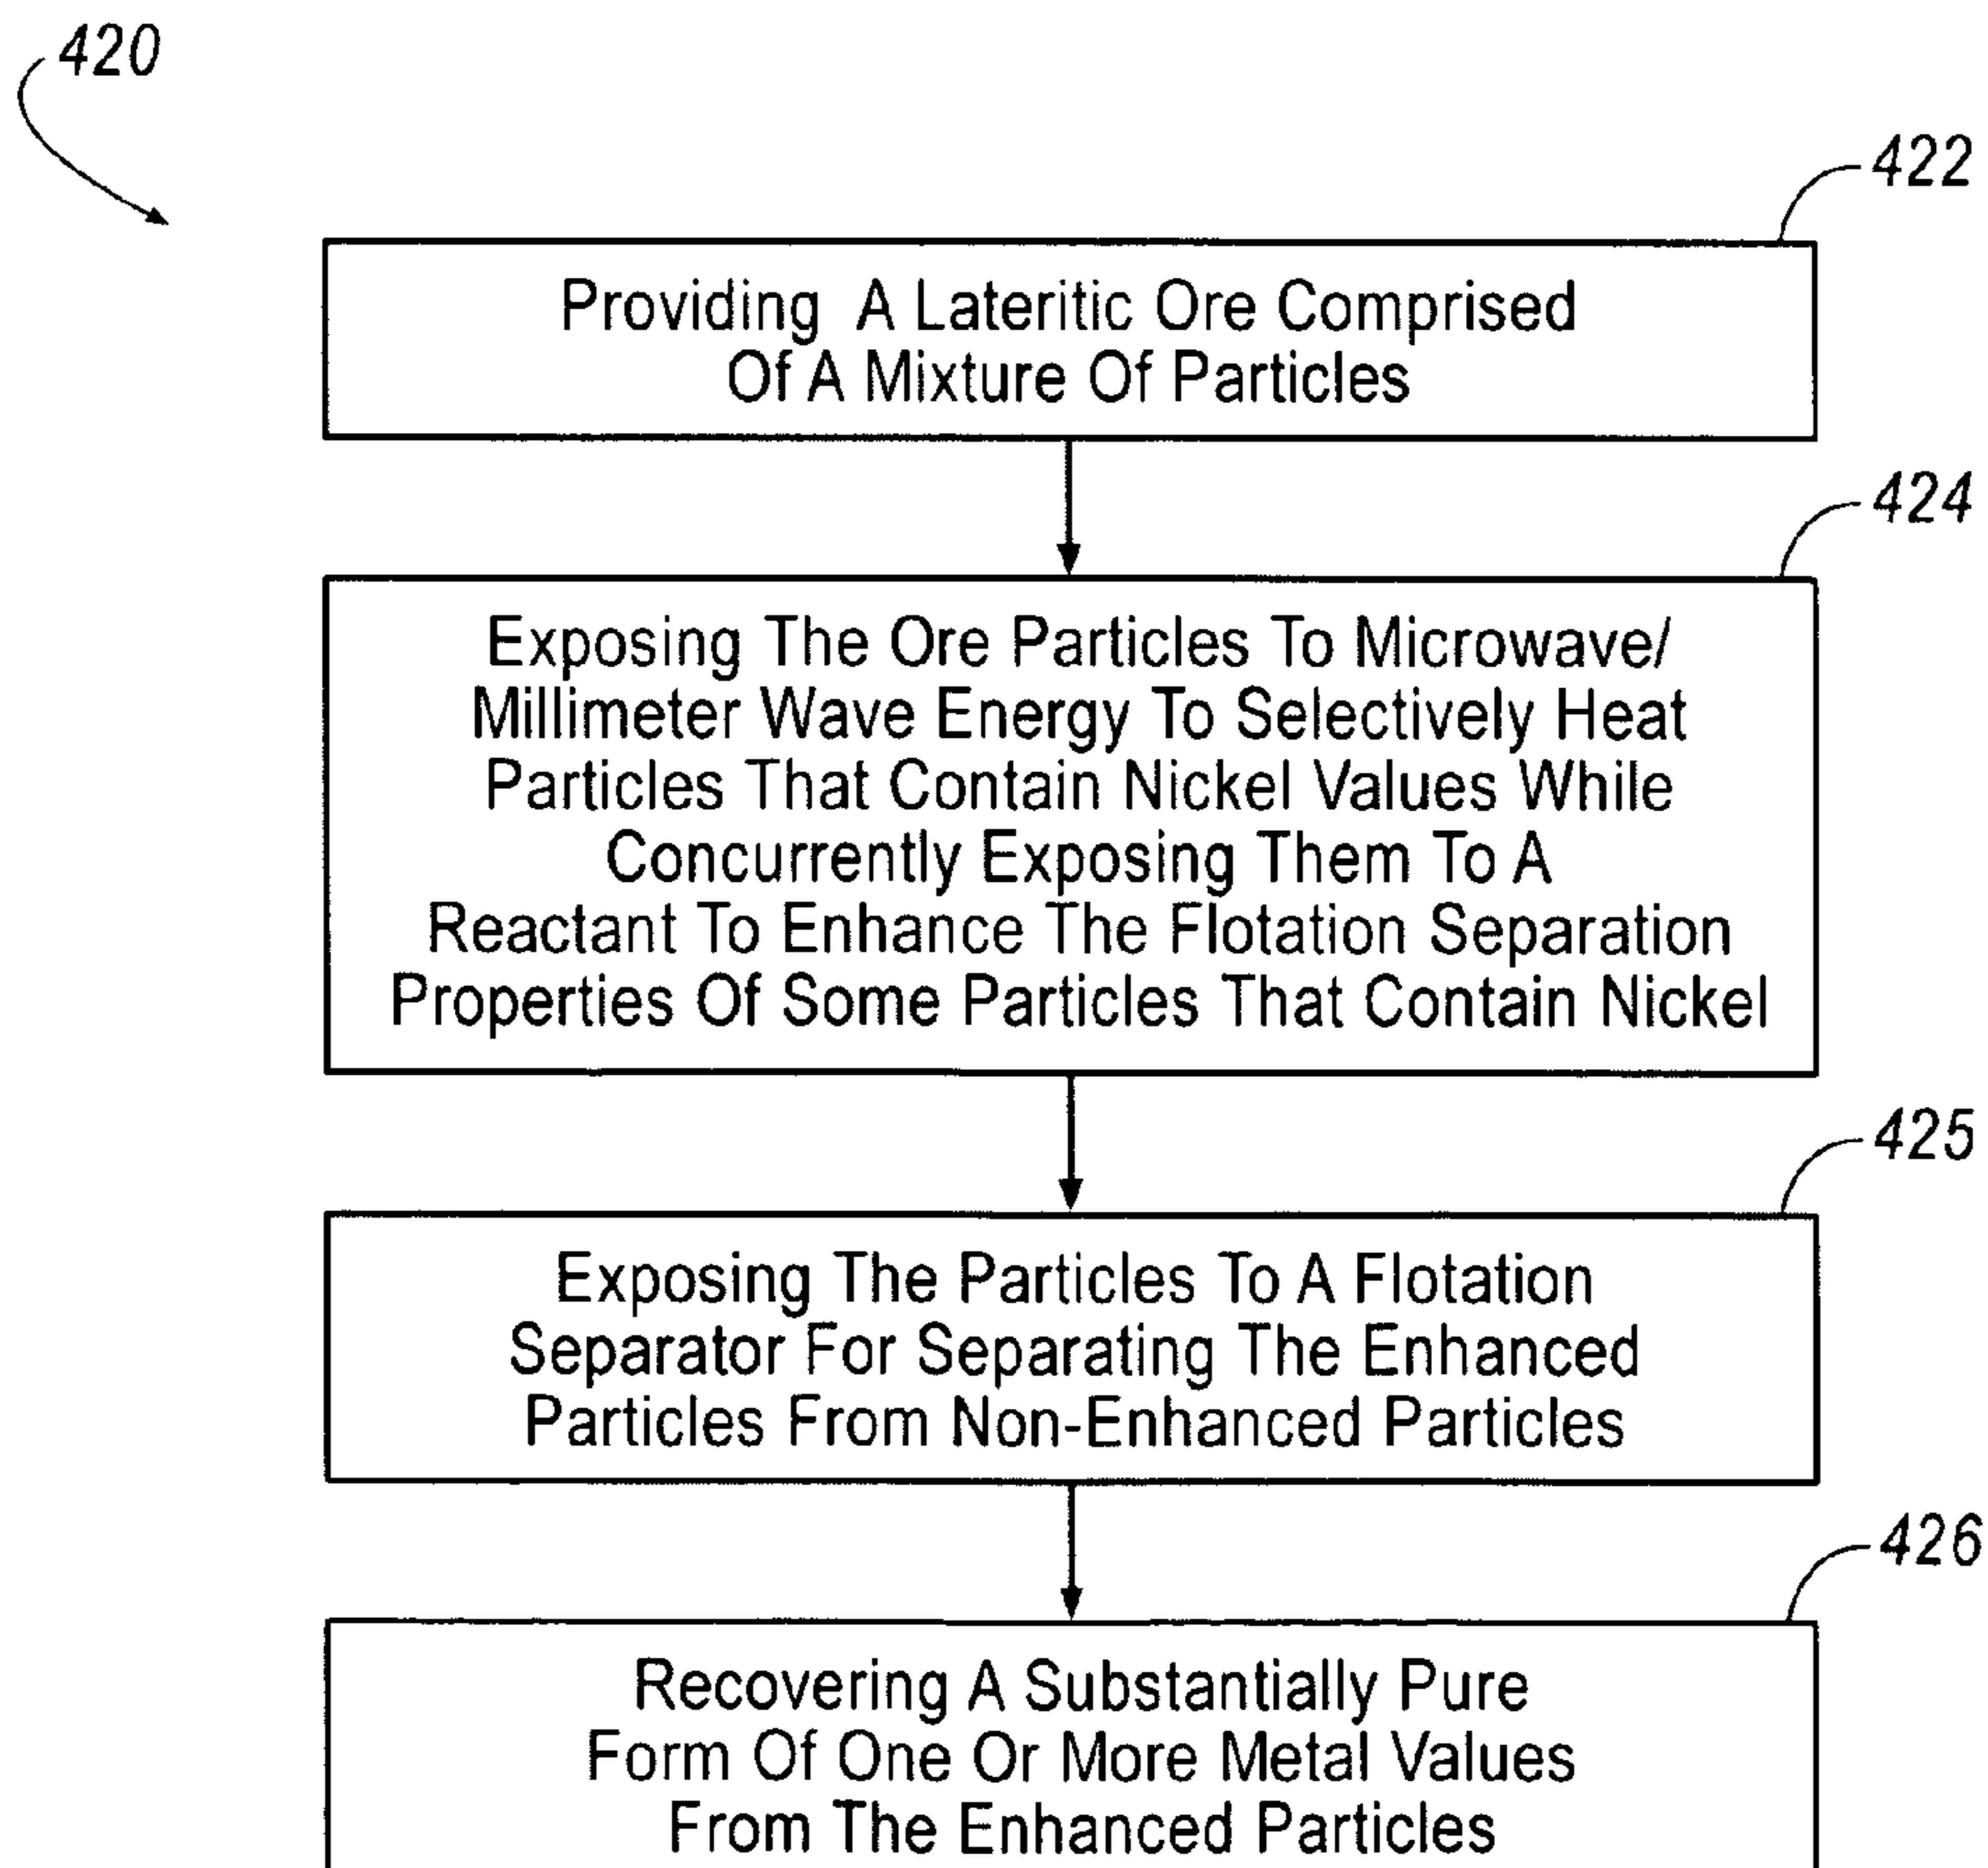 420
422
Providing A Lateritic Ore Comprised
Of A Mixture Of Particles
424
Exposing The Ore Particles To Microwave/
Millimeter Wave Energy To Selectively Heat
Particles That Contain Nickel Values While
Concurrently Exposing Them To A
Reactant To Enhance The Flotation Separation
Properties Of Some Particles That Contain Nickel
425
Exposing The Particles To A Flotation
Separator For Separating The Enhanced
Particles From Non-Enhanced Particles
426
Recovering A Substantially Pure
Form Of One Or More Metal Values
From The Enhanced Particles